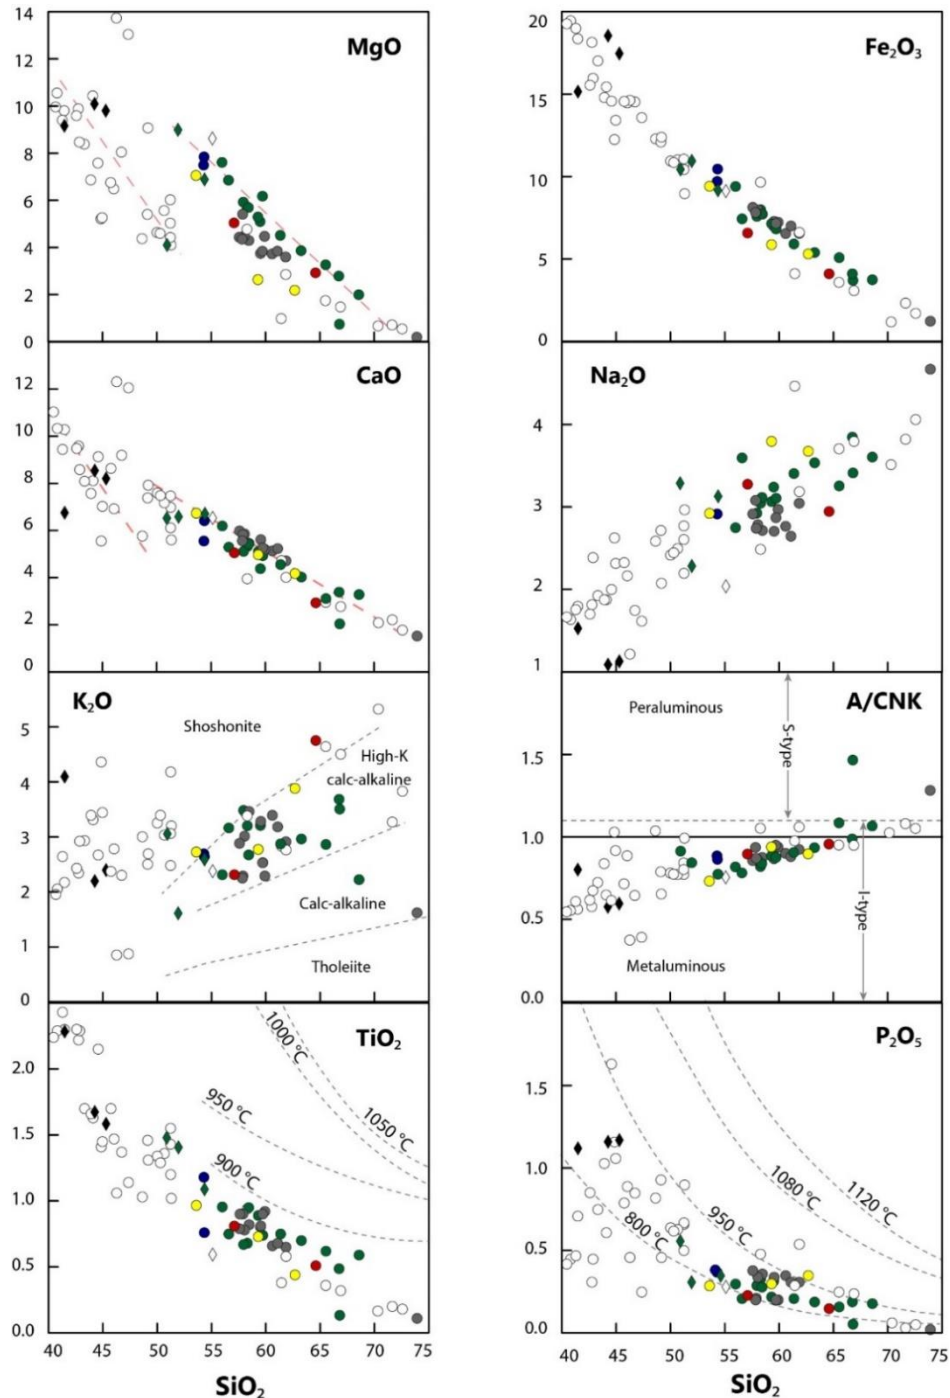 14
12
10
8
6
4
2
0
MgO
20
15
10
5
0
Fe₂O₃
12
10
8
6
4
2
0
CaO
4
3
2
1
Na₂O
5
4
3
2
1
0
K₂O
Shoshonite
High-K
calc-alkaline
Calc-alkaline
Tholeiite
1.5
1.0
0.5
0.0
A/CNK
Peraluminous
S-type
I-type
Metaluminous
2.0
1.5
1.0
0.5
0.0
TiO₂
1000 °C
1050 °C
950 °C
900 °C
1.5
1.0
0.5
0.0
P₂O₅
1120 °C
1080 °C
950 °C
800 °C
40 45 50 55 60 65 70 75
SiO₂
40 45 50 55 60 65 70 75
SiO₂